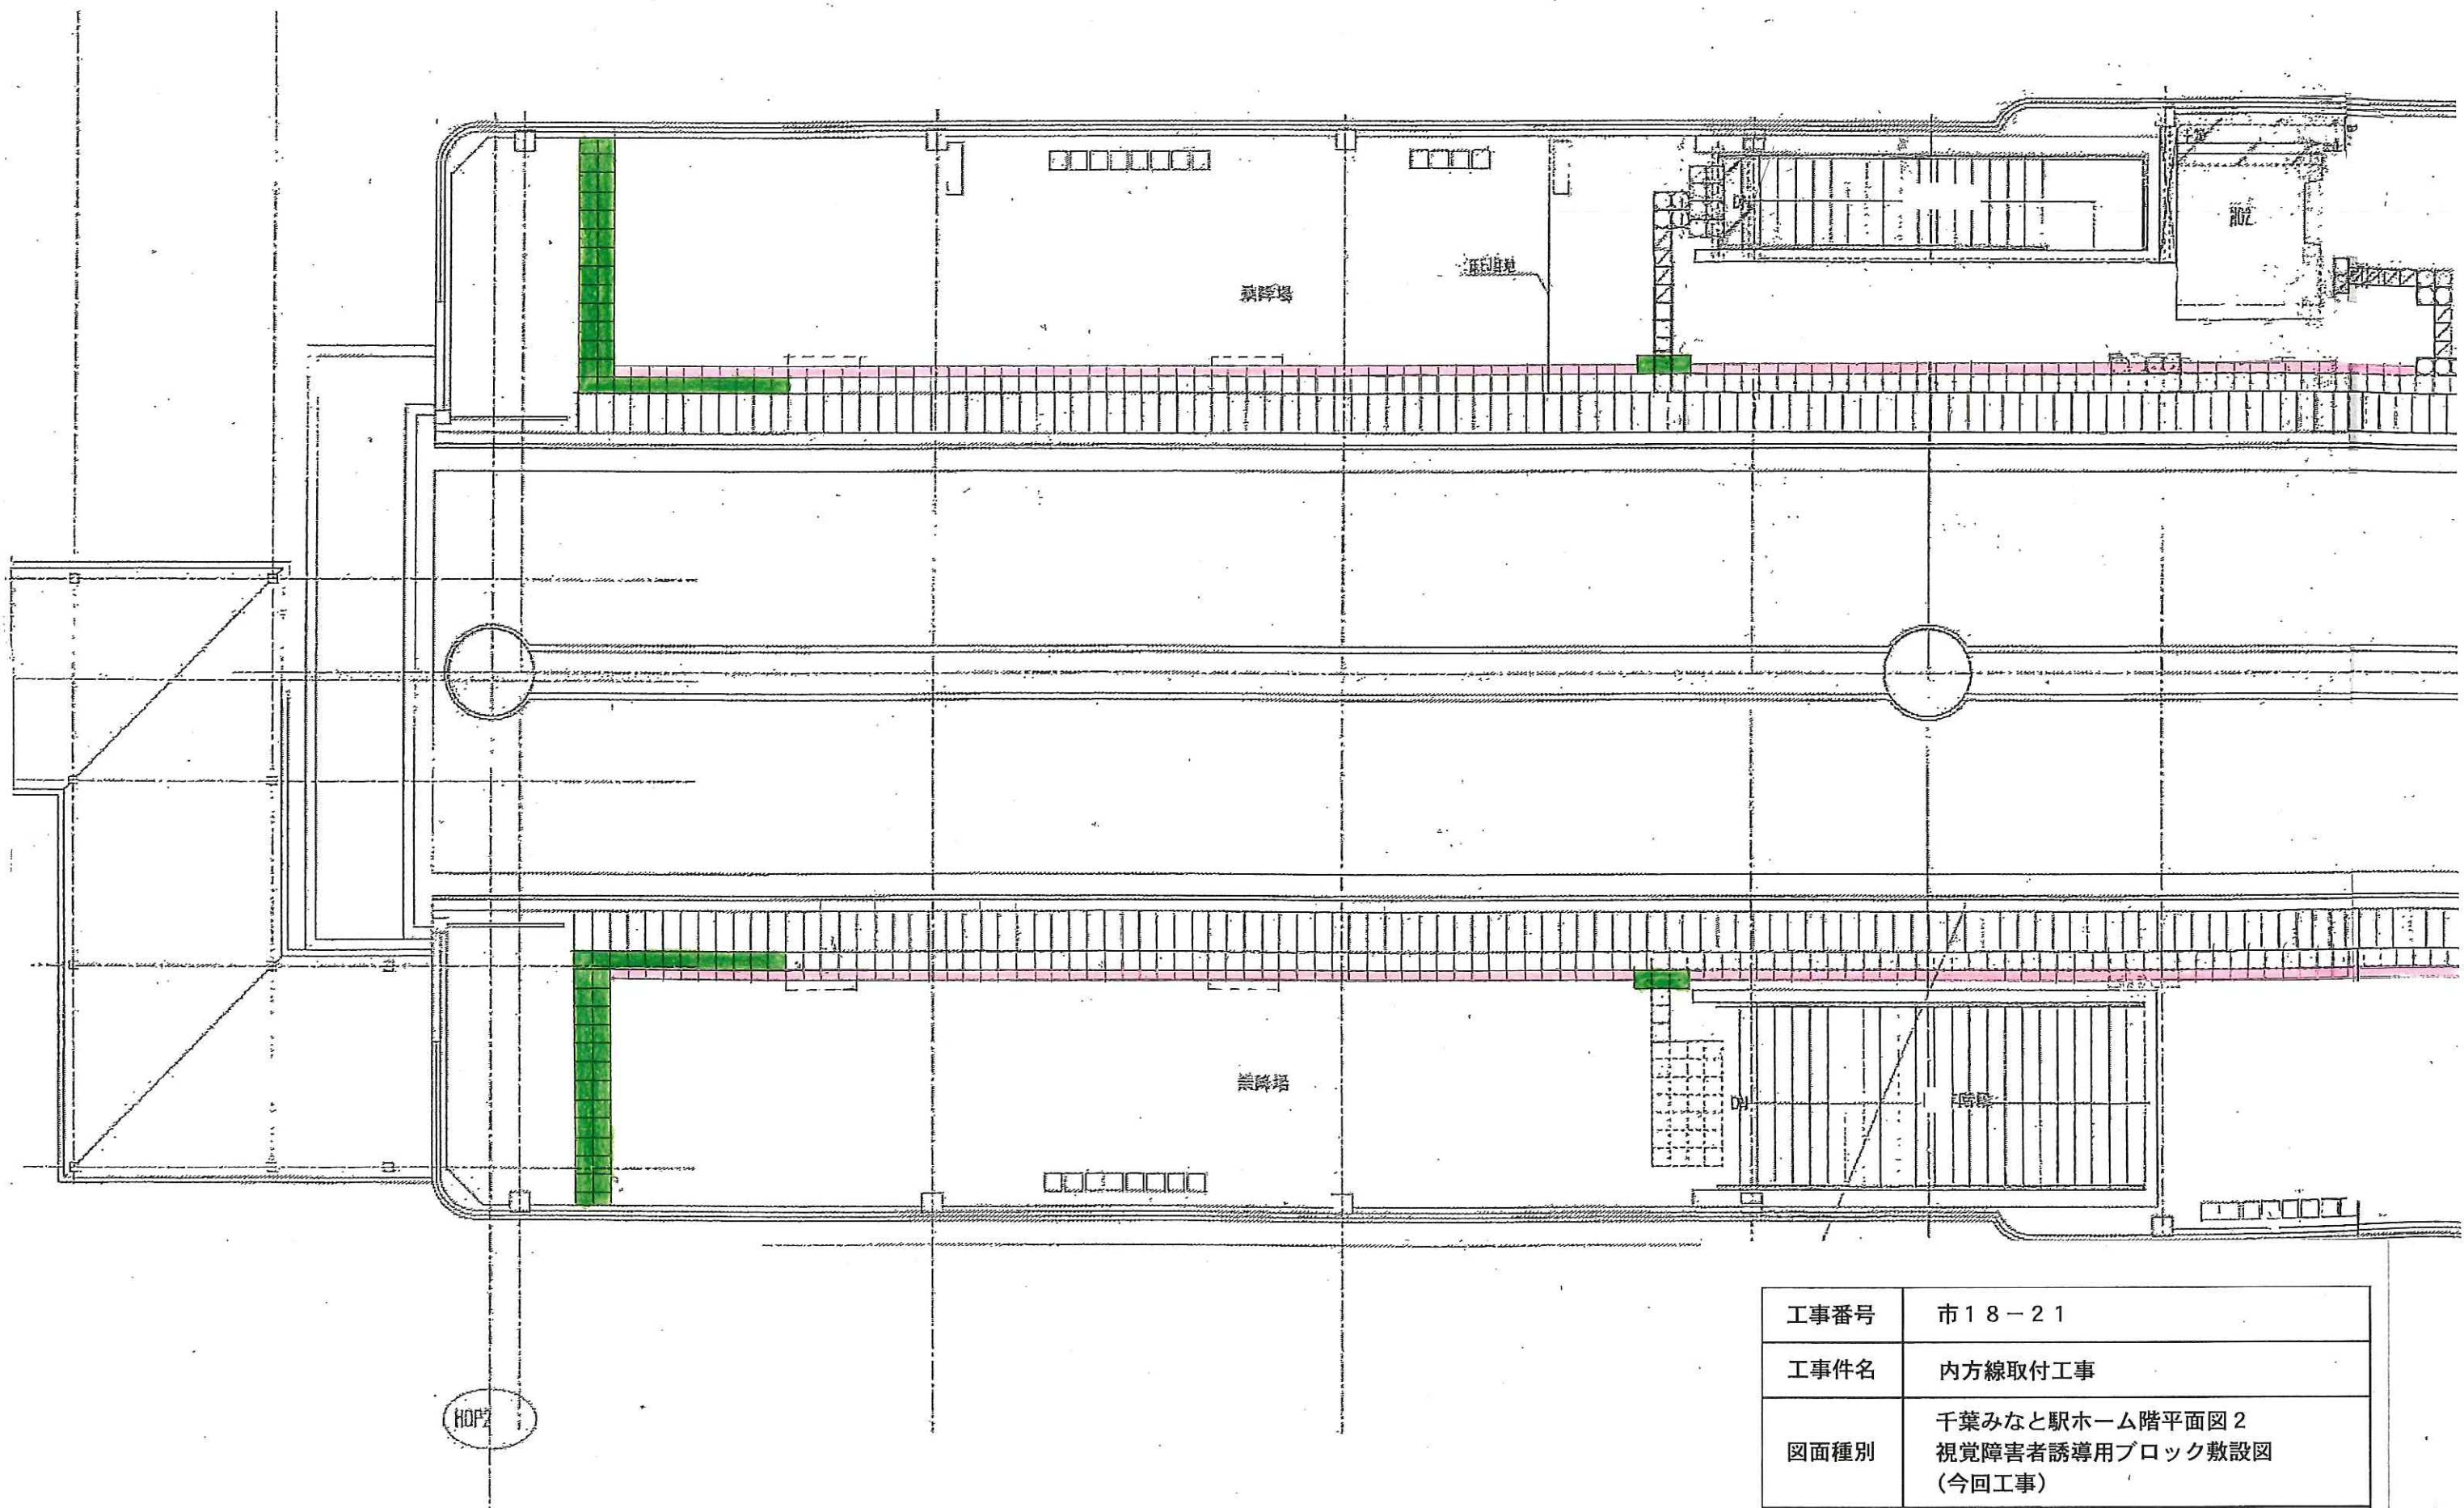 乗降場
乗降場
DN
HOP2
工事番号 市18-21
工事件名 内方線取付工事
図面種別 千葉みなと駅ホーム階平面図2
視覚障害者誘導用ブロック敷設図
(今回工事)